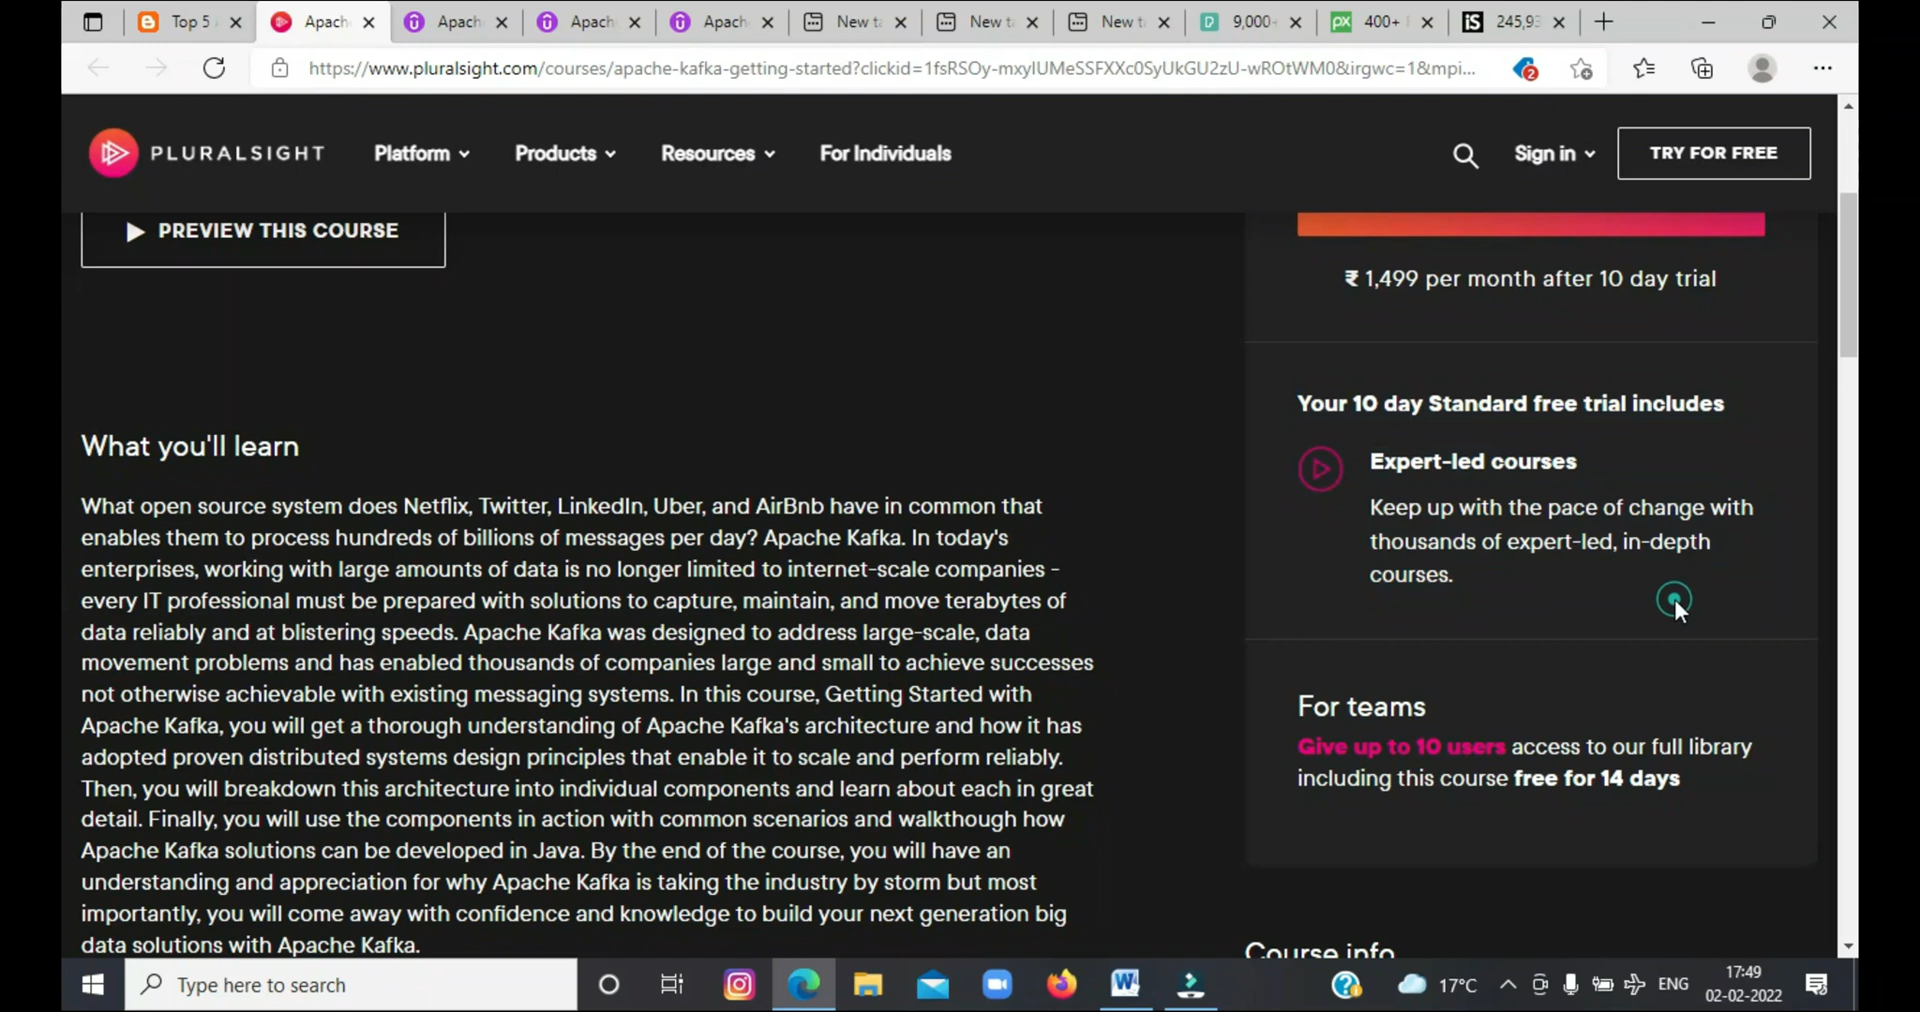 Top 5
Apach
Apach
Apach
Apach
New ta
New ta
New ta
9,000+
400+
245,93
https://www.pluralsight.com/courses/apache-kafka-getting-started?clickid=1fsRSOy-mxyIUMeSSFXXc0SyUkGU2zU-wROtWM0&irgwc=1&mpi...
2
PLURALSIGHT
Platform
Products
Resources
For Individuals
Sign in
TRY FOR FREE
PREVIEW THIS COURSE
₹ 1,499 per month after 10 day trial
What you'll learn
What open source system does Netflix, Twitter, LinkedIn, Uber, and AirBnb have in common that
enables them to process hundreds of billions of messages per day? Apache Kafka. In today's
enterprises, working with large amounts of data is no longer limited to internet-scale companies -
every IT professional must be prepared with solutions to capture, maintain, and move terabytes of
data reliably and at blistering speeds. Apache Kafka was designed to address large-scale, data
movement problems and has enabled thousands of companies large and small to achieve successes
not otherwise achievable with existing messaging systems. In this course, Getting Started with
Apache Kafka, you will get a thorough understanding of Apache Kafka's architecture and how it has
adopted proven distributed systems design principles that enable it to scale and perform reliably.
Then, you will breakdown this architecture into individual components and learn about each in great
detail. Finally, you will use the components in action with common scenarios and walkthough how
Apache Kafka solutions can be developed in Java. By the end of the course, you will have an
understanding and appreciation for why Apache Kafka is taking the industry by storm but most
importantly, you will come away with confidence and knowledge to build your next generation big
data solutions with Apache Kafka.
Your 10 day Standard free trial includes
Expert-led courses
Keep up with the pace of change with
thousands of expert-led, in-depth
courses.
For teams
Give up to 10 users access to our full library
including this course free for 14 days
Course info
Type here to search
17°C
ENG
17:49
02-02-2022